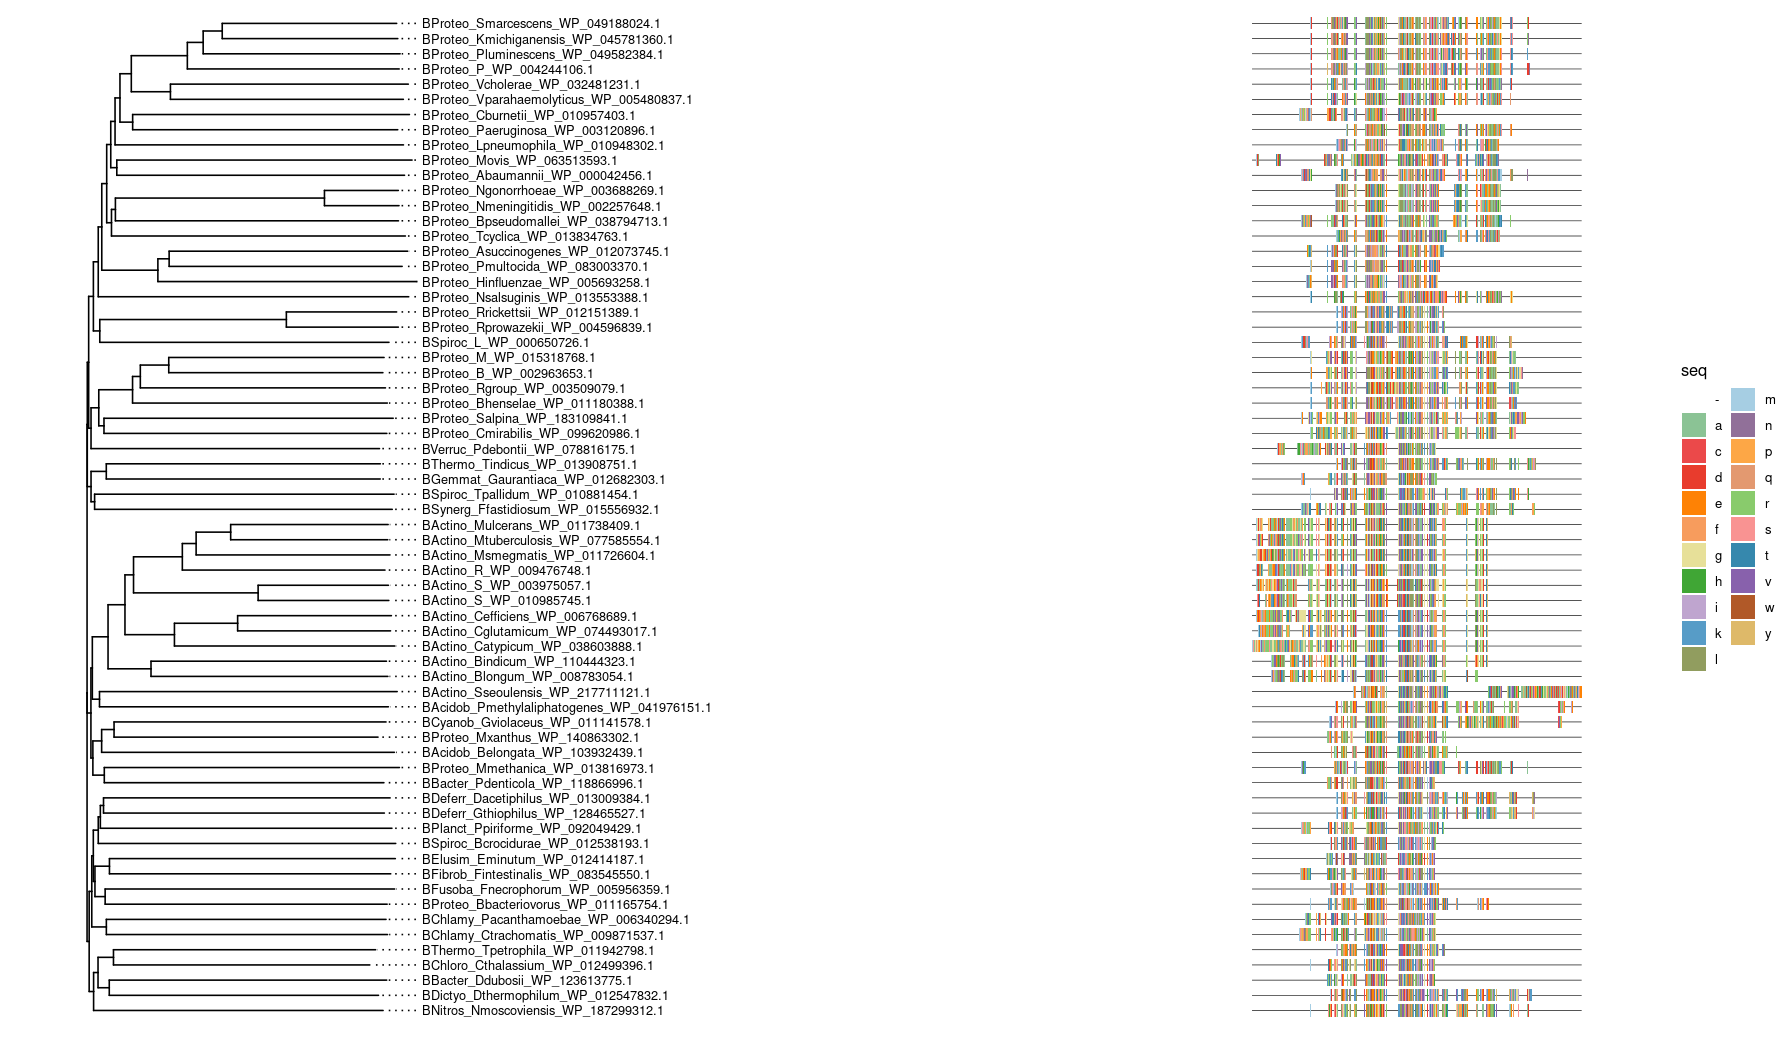 BProteo_Smarcescens_WP_049188024.1
BProteo_Kmichiganensis_WP_045781360.1
BProteo_Pluminescens_WP_049582384.1
BProteo_P_WP_004244106.1
BProteo_Vcholerae_WP_032481231.1
BProteo_Vparahaemolyticus_WP_005480837.1
BProteo_Cburnetii_WP_010957403.1
BProteo_Paeruginosa_WP_003120896.1
BProteo_Lpneumophila_WP_010948302.1
BProteo_Movis_WP_063513593.1
BProteo_Abaumannii_WP_000042456.1
BProteo_Ngonorrhoeae_WP_003688269.1
BProteo_Nmeningitidis_WP_002257648.1
BProteo_Bpseudomallei_WP_038794713.1
BProteo_Tcyclica_WP_013834763.1
BProteo_Asuccinogenes_WP_012073745.1
BProteo_Pmultocida_WP_083003370.1
BProteo_Hinfluenzae_WP_005693258.1
BProteo_Nsalsuginis_WP_013553388.1
BProteo_Rrickettsii_WP_012151389.1
BProteo_Rprowazekii_WP_004596839.1
BSpiroc_L_WP_000650726.1
BProteo_M_WP_015318768.1
BProteo_B_WP_002963653.1
BProteo_Rgroup_WP_003509079.1
BProteo_Bhenselae_WP_011180388.1
BProteo_Salpina_WP_183109841.1
BProteo_Cmirabilis_WP_099620986.1
BVerruc_Pdebontii_WP_078816175.1
BThermo_Tindicus_WP_013908751.1
BGemmat_Gaurantiaca_WP_012682303.1
BSpiroc_Tpallidum_WP_010881454.1
BSynerg_Ffastidiosum_WP_015556932.1
BActino_Mulcerans_WP_011738409.1
BActino_Mtuberculosis_WP_077585554.1
BActino_Msmegmatis_WP_011726604.1
BActino_R_WP_009476748.1
BActino_S_WP_003975057.1
BActino_S_WP_010985745.1
BActino_Cefficiens_WP_006768689.1
BActino_Cglutamicum_WP_074493017.1
BActino_Catypicum_WP_038603888.1
BActino_Bindicum_WP_110444323.1
BActino_Blongum_WP_008783054.1
BActino_Sseoulensis_WP_217711121.1
BAcidob_Pmethylaliphatogenes_WP_041976151.1
BCyanob_Gviolaceus_WP_011141578.1
BProteo_Mxanthus_WP_140863302.1
BAcidob_Belongata_WP_103932439.1
BProteo_Mmethanica_WP_013816973.1
BBacter_Pdenticola_WP_118866996.1
BDeferr_Dacetiphilus_WP_013009384.1
BDeferr_Gthiophilus_WP_128465527.1
BPlanct_Ppiriforme_WP_092049429.1
BSpiroc_Bcrocidurae_WP_012538193.1
BElusim_Eminutum_WP_012414187.1
BFibrob_Fintestinalis_WP_083545550.1
BFusoba_Fnecrophorum_WP_005956359.1
BProteo_Bbacteriovorus_WP_011165754.1
BChlamy_Pacanthamoebae_WP_006340294.1
BChlamy_Ctrachomatis_WP_009871537.1
BThermo_Tpetrophila_WP_011942798.1
BChloro_Cthalassium_WP_012499396.1
BBacter_Ddubosii_WP_123613775.1
BDictyo_Dthermophilum_WP_012547832.1
BNitros_Nmoscoviensis_WP_187299312.1
seq
- m
a n
c p
d q
e r
f s
g t
h v
i w
k y
l